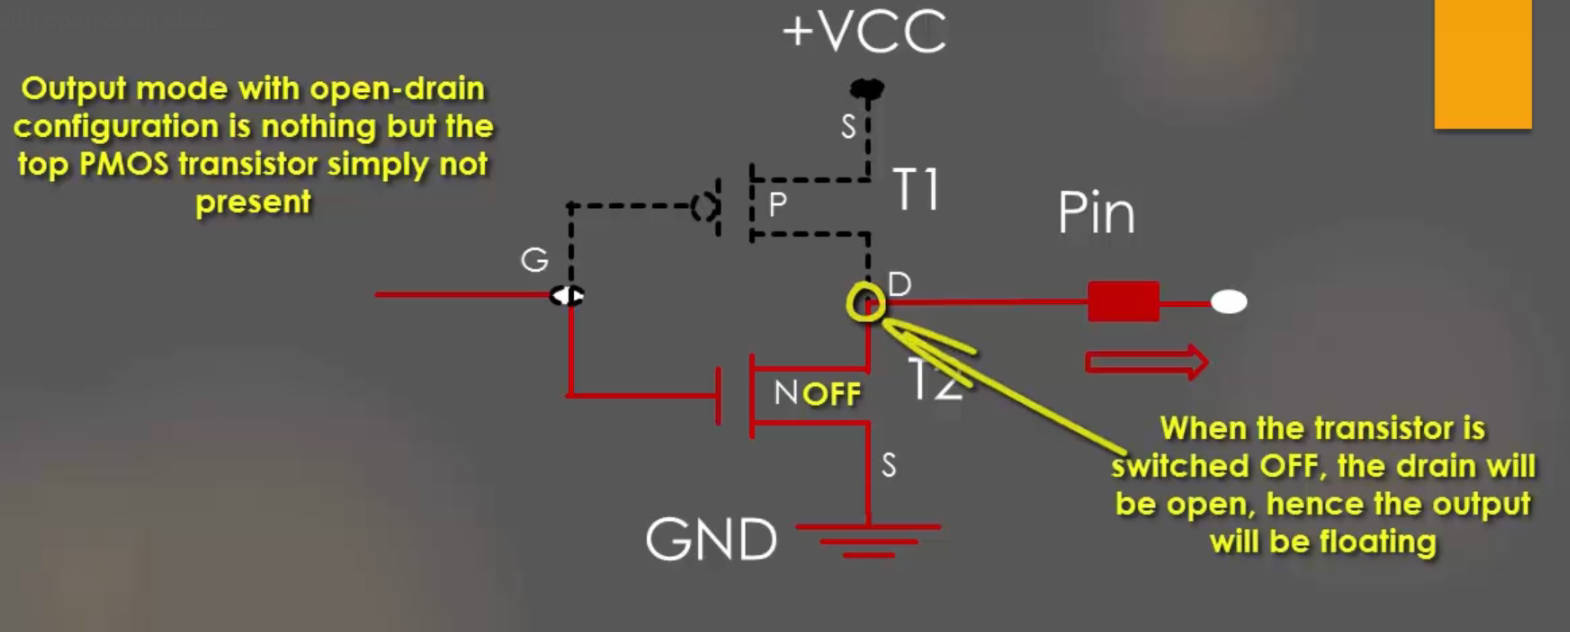 +VCC
Output mode with open-drain
configuration is nothing but the
top PMOS transistor simply not
present
S
T1
P
Pin
G
D
N OFF
T2
When the transistor is
switched OFF, the drain will
be open, hence the output
will be floating
S
GND